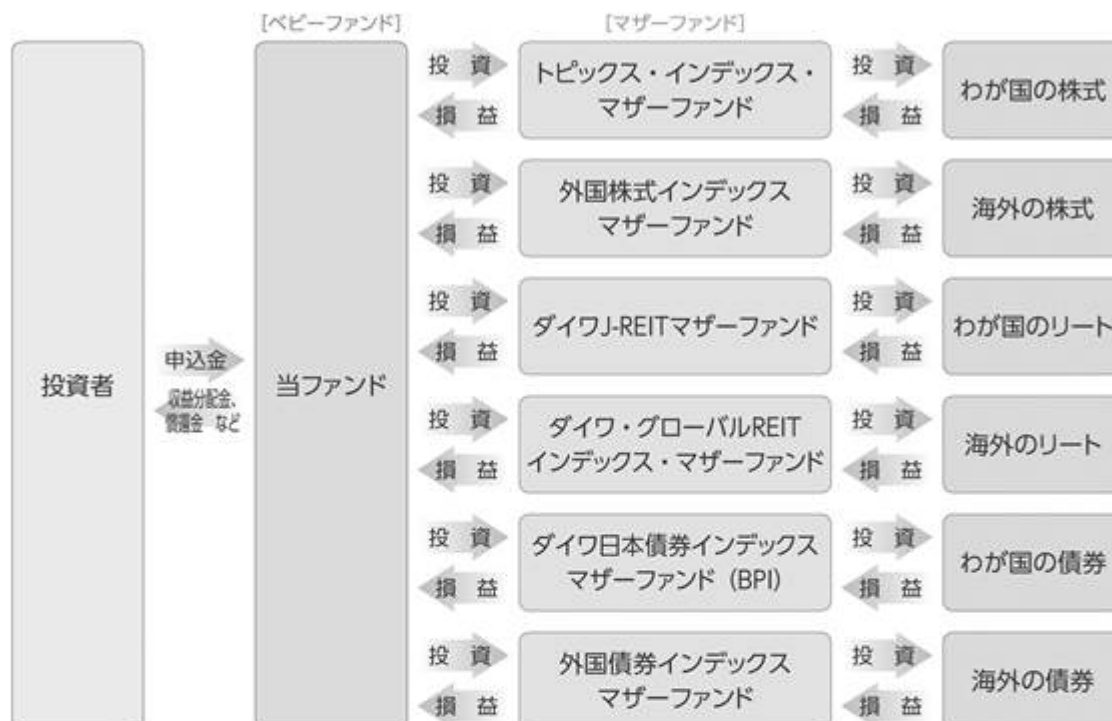 [ベビーファンド]
[マザーファンド]
投資者
申込金
収益分配金、
償還金 など
当ファンド
投 資
損 益
トピックス・インデックス・
マザーファンド
投 資
損 益
わが国の株式
投 資
損 益
外国株式インデックス
マザーファンド
投 資
損 益
海外の株式
投 資
損 益
ダイワJ-REITマザーファンド
投 資
損 益
わが国のリート
投 資
損 益
ダイワ・グローバルREIT
インデックス・マザーファンド
投 資
損 益
海外のリート
投 資
損 益
ダイワ日本債券インデックス
マザーファンド（BPI）
投 資
損 益
わが国の債券
投 資
損 益
外国債券インデックス
マザーファンド
投 資
損 益
海外の債券